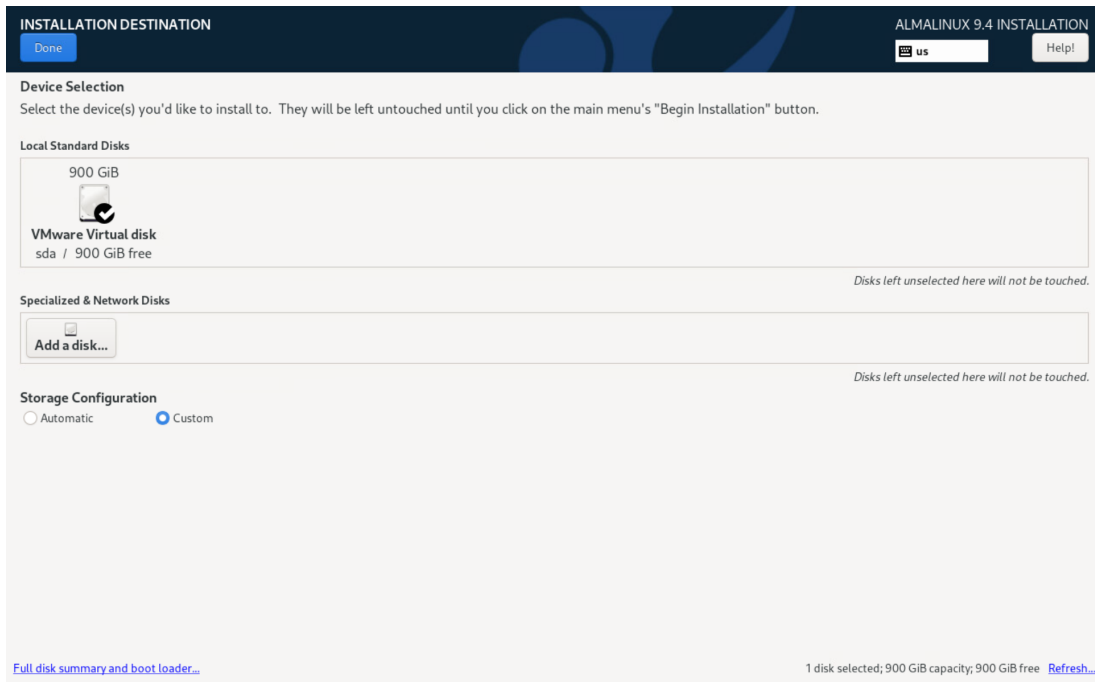 INSTALLATION DESTINATION
ALMALINUX 9.4 INSTALLATION
Done
us
Help!
Device Selection
Select the device(s) you'd like to install to. They will be left untouched until you click on the main menu's "Begin Installation" button.
Local Standard Disks
900 GiB
VMware Virtual disk
sda / 900 GiB free
Disks left unselected here will not be touched.
Specialized & Network Disks
Add a disk...
Disks left unselected here will not be touched.
Storage Configuration
Automatic Custom
Full disk summary and boot loader...
1 disk selected; 900 GiB capacity; 900 GiB free Refresh...